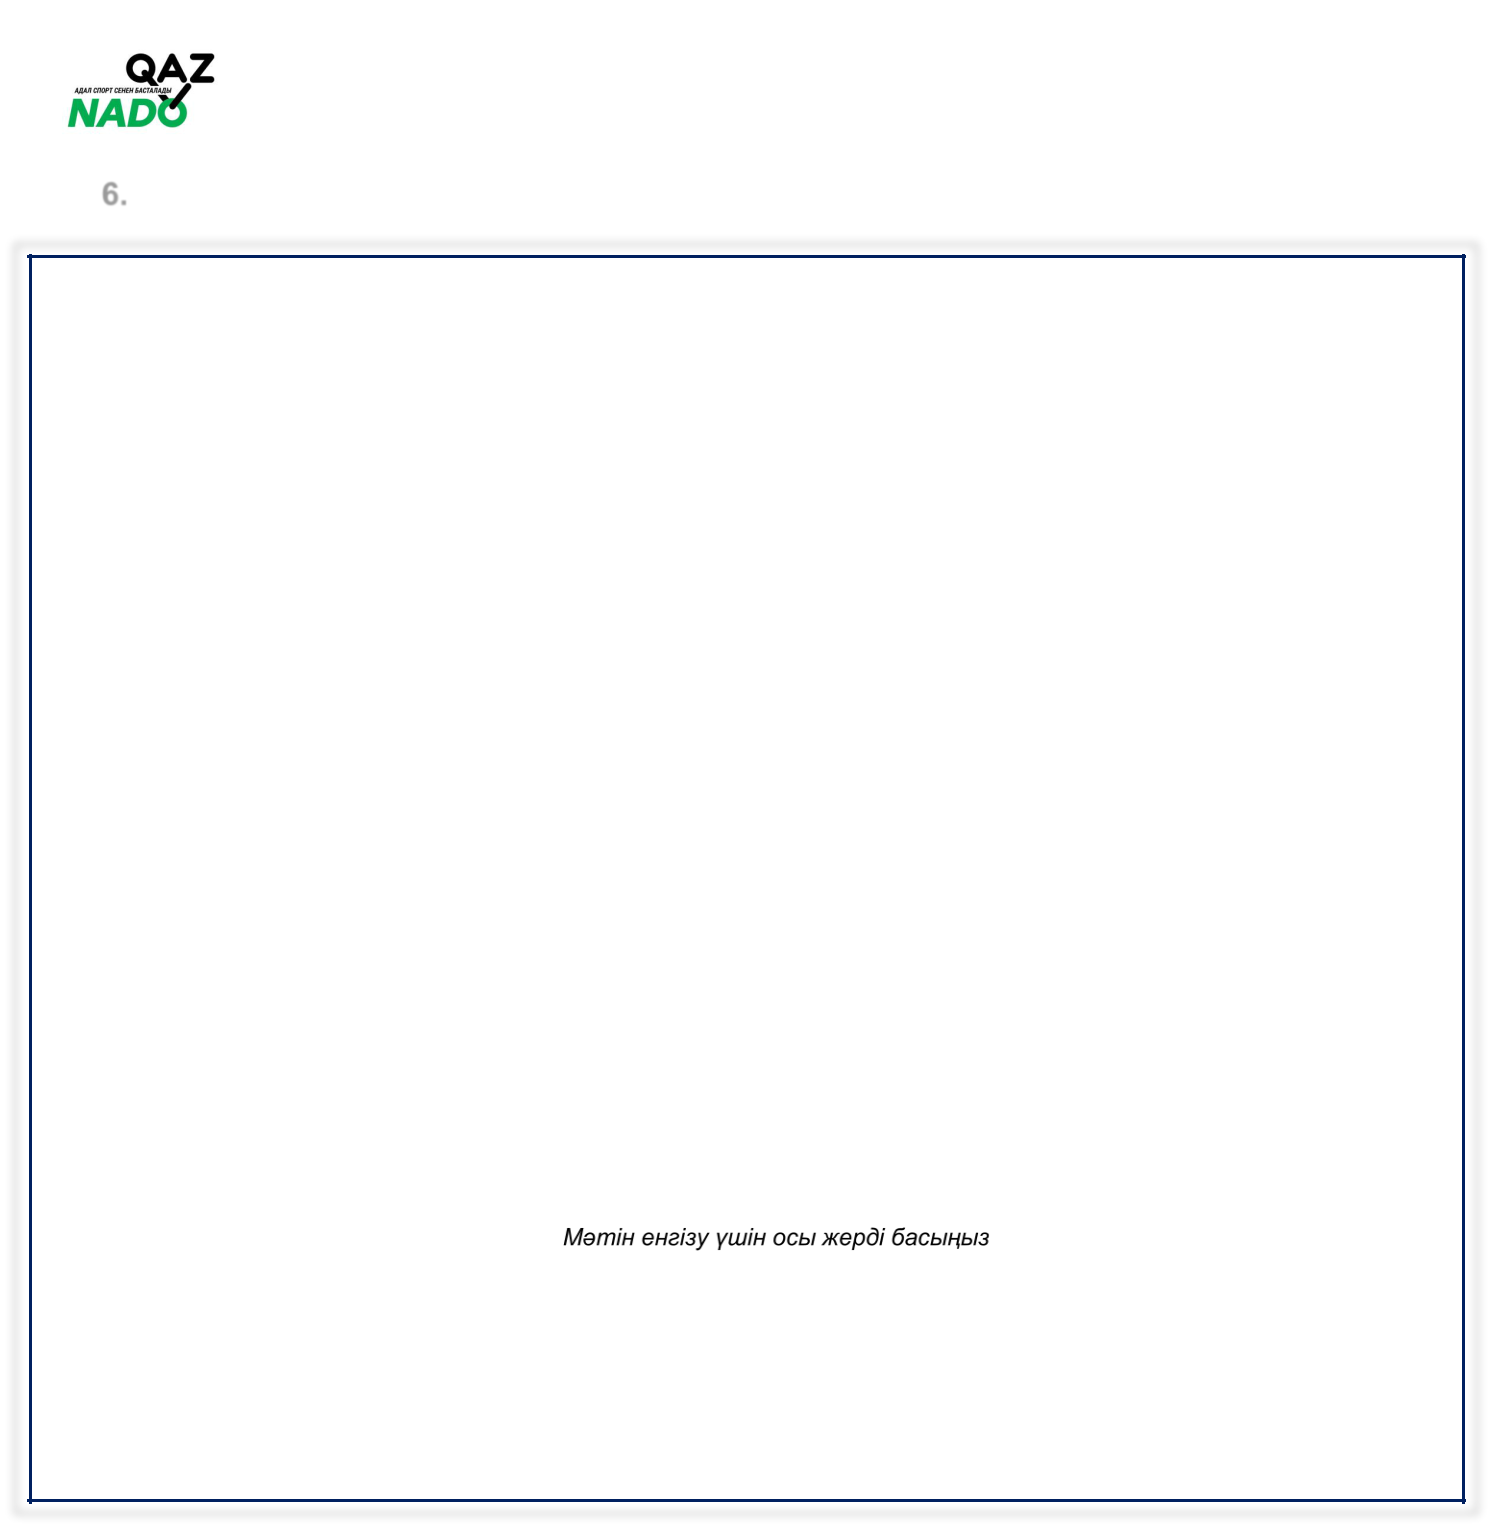 QAZ
АДАЛ СПОРТ СЕНЕН БАСТАЛАДЫ
NADO
6.
Мәтін енгізу үшін осы жерді басыңыз